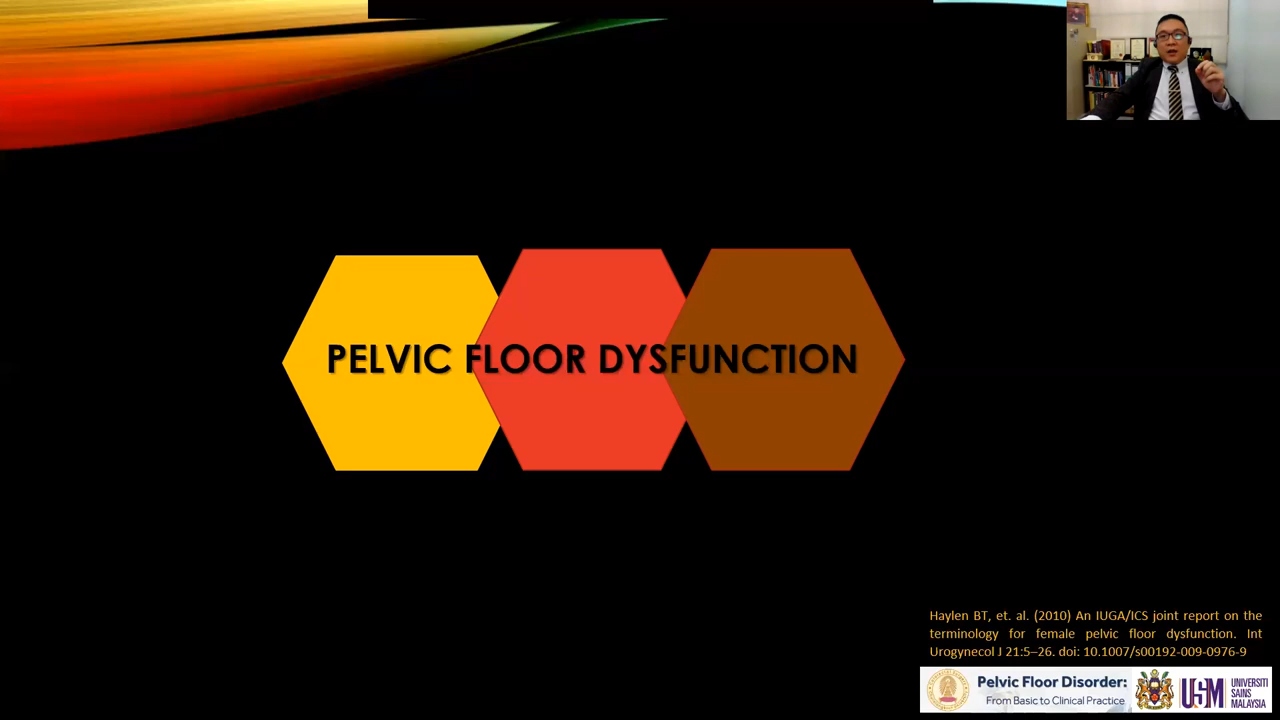 PELVIC FLOOR DYSFUNCTION
Haylen BT, et. al. (2010) An IUGA/ICS joint report on the
terminology for female pelvic floor dysfunction. Int
Urogynecol J 21:5–26. doi: 10.1007/s00192-009-0976-9
Pelvic Floor Disorder:
From Basic to Clinical Practice
USM
UNIVERSITI
SAINS
MALAYSIA